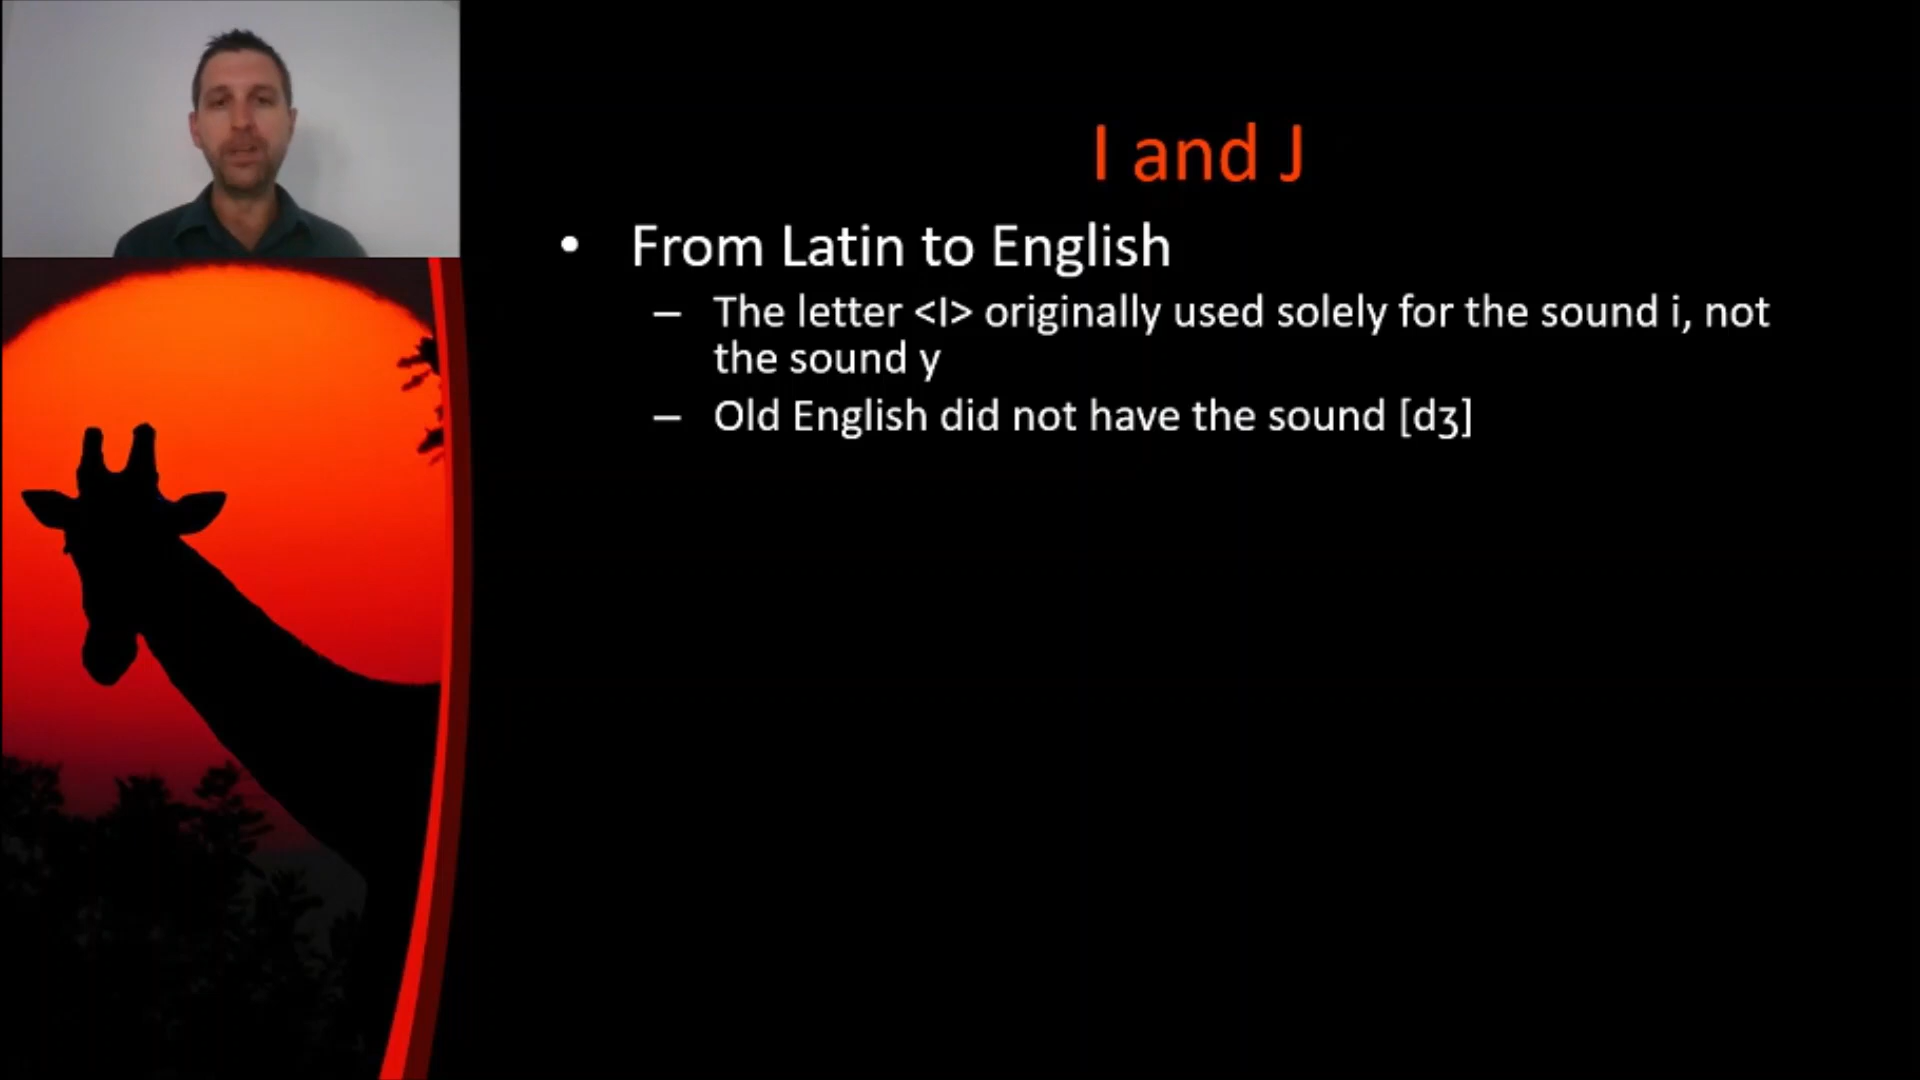 I and J
• From Latin to English
– The letter <I> originally used solely for the sound i, not
the sound y
– Old English did not have the sound [dʒ]